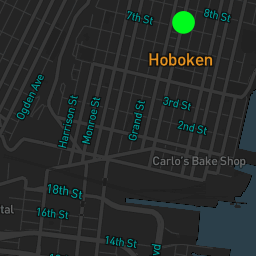 7th St
8th St
Hoboken
Ogden Ave
Harrison St
Monroe St
Grand St
3rd St
2nd St
Carlo's Bake Shop
18th St
tal
16th St
14th St